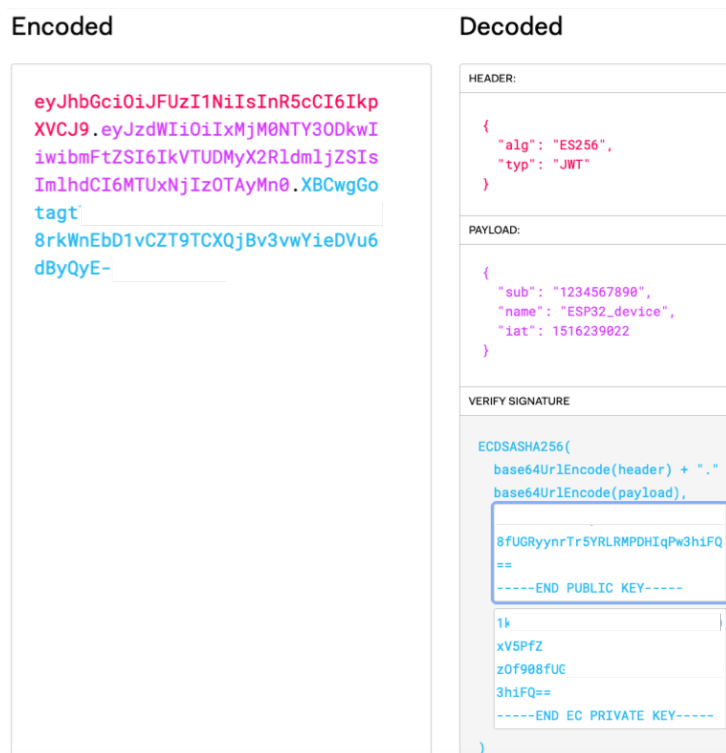 Encoded
eyJhbGciOiJFUzI1NiIsInR5cCI6Ikp
XVCJ9.eyJzdWIiOiIxMjM0NTY3ODkwI
iwibmFtZSI6IkVTUDMyX2RldmljZSIs
ImlhdCI6MTUxNjIzOTAyMn0.XBCwgGo
tagt
8rkWnEbD1vCZT9TCXQjBv3vwYieDVu6
dByQyE-
Decoded
HEADER:
{
"alg": "ES256",
"typ": "JWT"
}
PAYLOAD:
{
"sub": "1234567890",
"name": "ESP32_device",
"iat": 1516239022
}
VERIFY SIGNATURE
ECDSASHA256(
base64UrlEncode(header) + "."
base64UrlEncode(payload),
8fUGRyynrTr5YRLRMPDHIqPw3hiFQ
==
-----END PUBLIC KEY-----
1k
xV5PfZ
zOf908fUG
3hiFQ==
-----END EC PRIVATE KEY-----
)